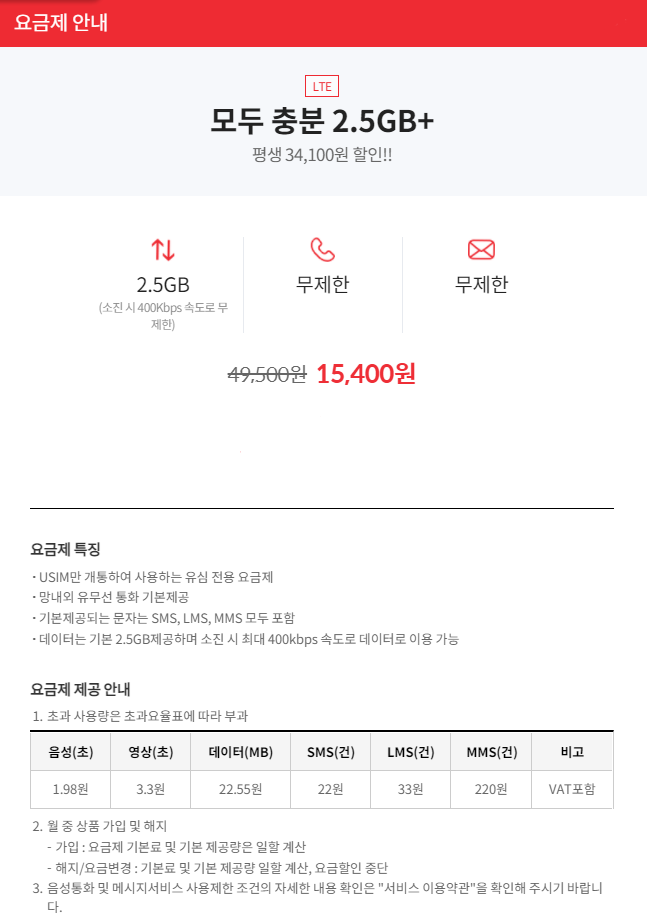 요금제 안내
LTE
모두 충분 2.5GB+
평생 34,100원 할인!!
2.5GB
(소진 시 400Kbps 속도로 무
제한)
무제한
무제한
49,500원 15,400원
요금제 특징
· USIM만 개통하여 사용하는 유심 전용 요금제
· 망내외 유무선 통화 기본제공
· 기본제공되는 문자는 SMS, LMS, MMS 모두 포함
· 데이터는 기본 2.5GB제공하며 소진 시 최대 400kbps 속도로 데이터로 이용 가능
요금제 제공 안내
1. 초과 사용량은 초과요율표에 따라 부과
음성(초) 영상(초) 데이터(MB) SMS(건) LMS(건) MMS(건) 비고
1.98원 3.3원 22.55원 22원 33원 220원 VAT포함
2. 월 중 상품 가입 및 해지
- 가입 : 요금제 기본료 및 기본 제공량은 일할 계산
- 해지/요금변경 : 기본료 및 기본 제공량 일할 계산, 요금할인 중단
3. 음성통화 및 메시지서비스 사용제한 조건의 자세한 내용 확인은 "서비스 이용약관"을 확인해 주시기 바랍니
다.